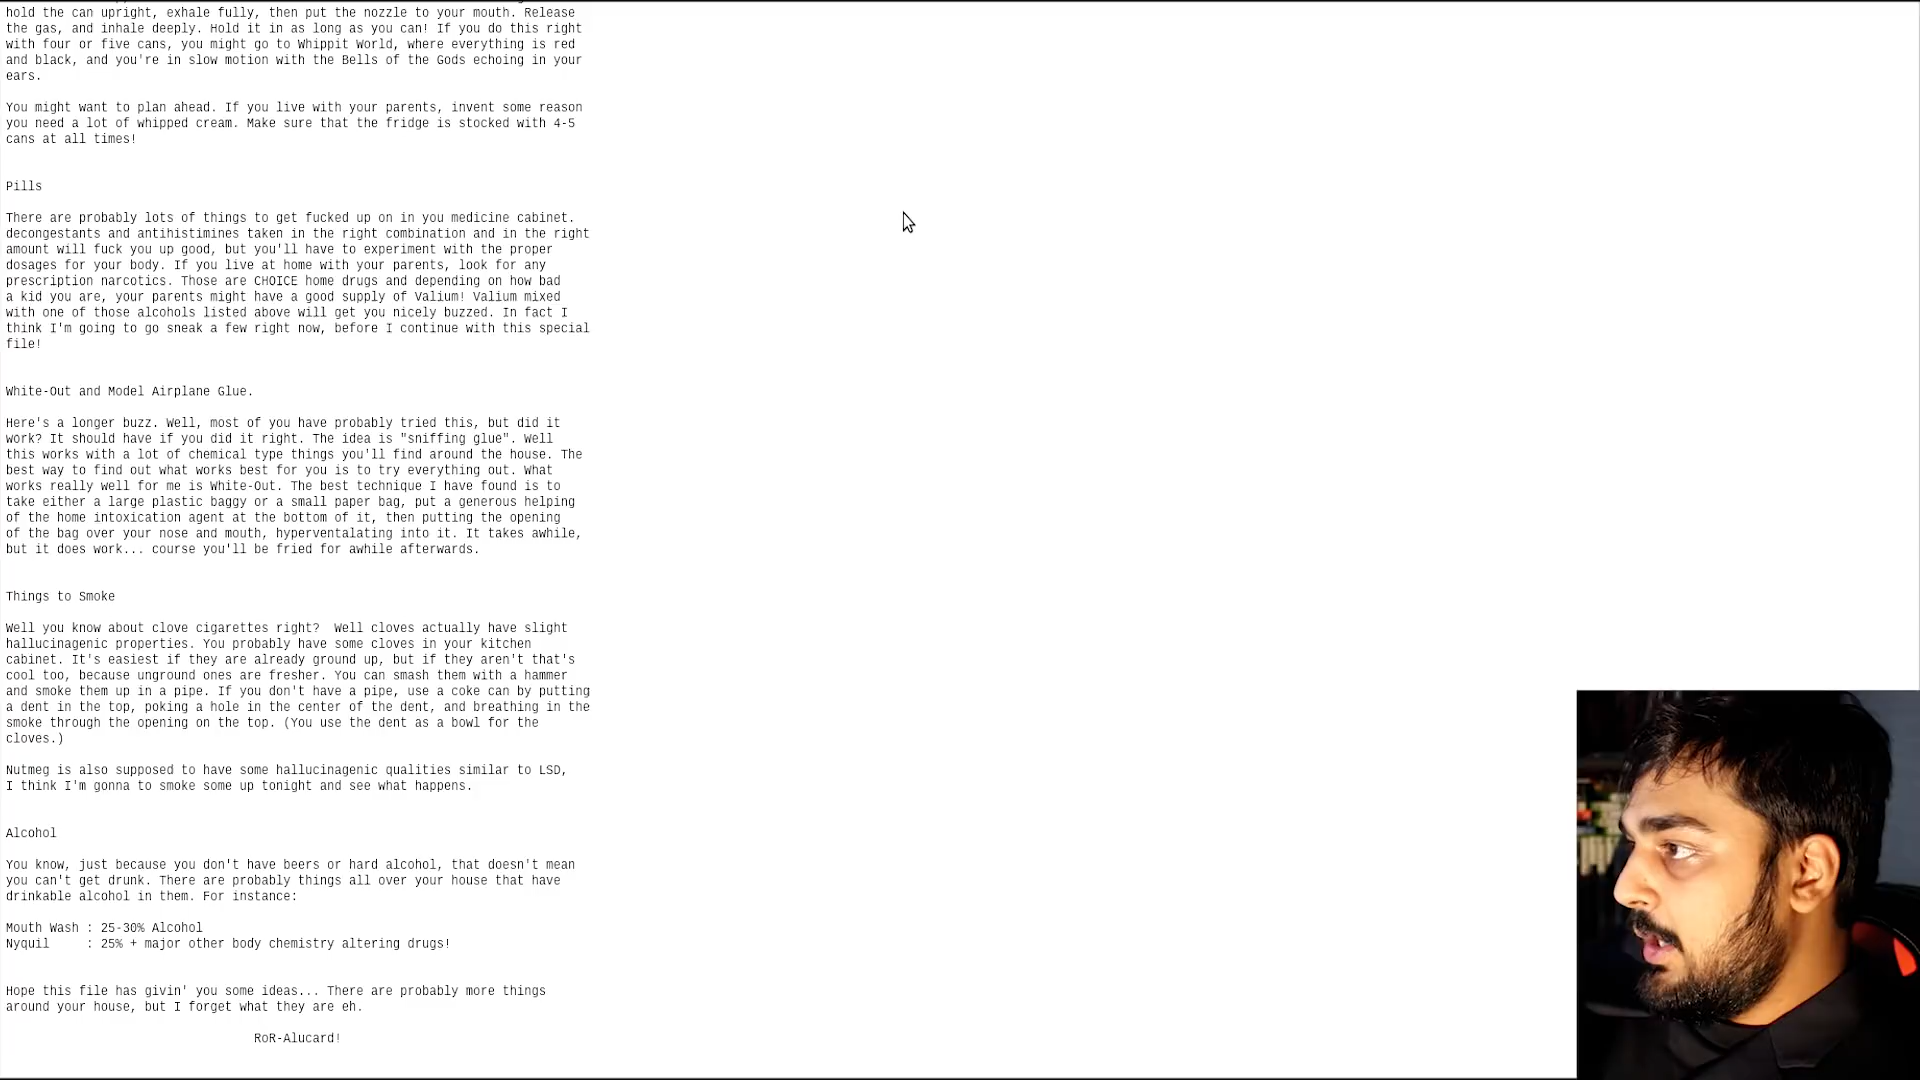 hold the can upright, exhale fully, then put the nozzle to your mouth. Release
the gas, and inhale deeply. Hold it in as long as you can! If you do this right
with four or five cans, you might go to Whippit World, where everything is red
and black, and you're in slow motion with the Bells of the Gods echoing in your
ears.
You might want to plan ahead. If you live with your parents, invent some reason
you need a lot of whipped cream. Make sure that the fridge is stocked with 4-5
cans at all times!
Pills
There are probably lots of things to get fucked up on in you medicine cabinet.
decongestants and antihistimines taken in the right combination and in the right
amount will fuck you up good, but you'll have to experiment with the proper
dosages for your body. If you live at home with your parents, look for any
prescription narcotics. Those are CHOICE home drugs and depending on how bad
a kid you are, your parents might have a good supply of Valium! Valium mixed
with one of those alcohols listed above will get you nicely buzzed. In fact I
think I'm going to go sneak a few right now, before I continue with this special
file!
White-Out and Model Airplane Glue.
Here's a longer buzz. Well, most of you have probably tried this, but did it
work? It should have if you did it right. The idea is "sniffing glue". Well
this works with a lot of chemical type things you'll find around the house. The
best way to find out what works best for you is to try everything out. What
works really well for me is White-Out. The best technique I have found is to
take either a large plastic baggy or a small paper bag, put a generous helping
of the home intoxication agent at the bottom of it, then putting the opening
of the bag over your nose and mouth, hyperventalating into it. It takes awhile,
but it does work... course you'll be fried for awhile afterwards.
Things to Smoke
Well you know about clove cigarettes right?  Well cloves actually have slight
hallucinagenic properties. You probably have some cloves in your kitchen
cabinet. It's easiest if they are already ground up, but if they aren't that's
cool too, because unground ones are fresher. You can smash them with a hammer
and smoke them up in a pipe. If you don't have a pipe, use a coke can by putting
a dent in the top, poking a hole in the center of the dent, and breathing in the
smoke through the opening on the top. (You use the dent as a bowl for the
cloves.)
Nutmeg is also supposed to have some hallucinagenic qualities similar to LSD,
I think I'm gonna to smoke some up tonight and see what happens.
Alcohol
You know, just because you don't have beers or hard alcohol, that doesn't mean
you can't get drunk. There are probably things all over your house that have
drinkable alcohol in them. For instance:
Mouth Wash : 25-30% Alcohol
Nyquil     : 25% + major other body chemistry altering drugs!
Hope this file has givin' you some ideas... There are probably more things
around your house, but I forget what they are eh.
RoR-Alucard!